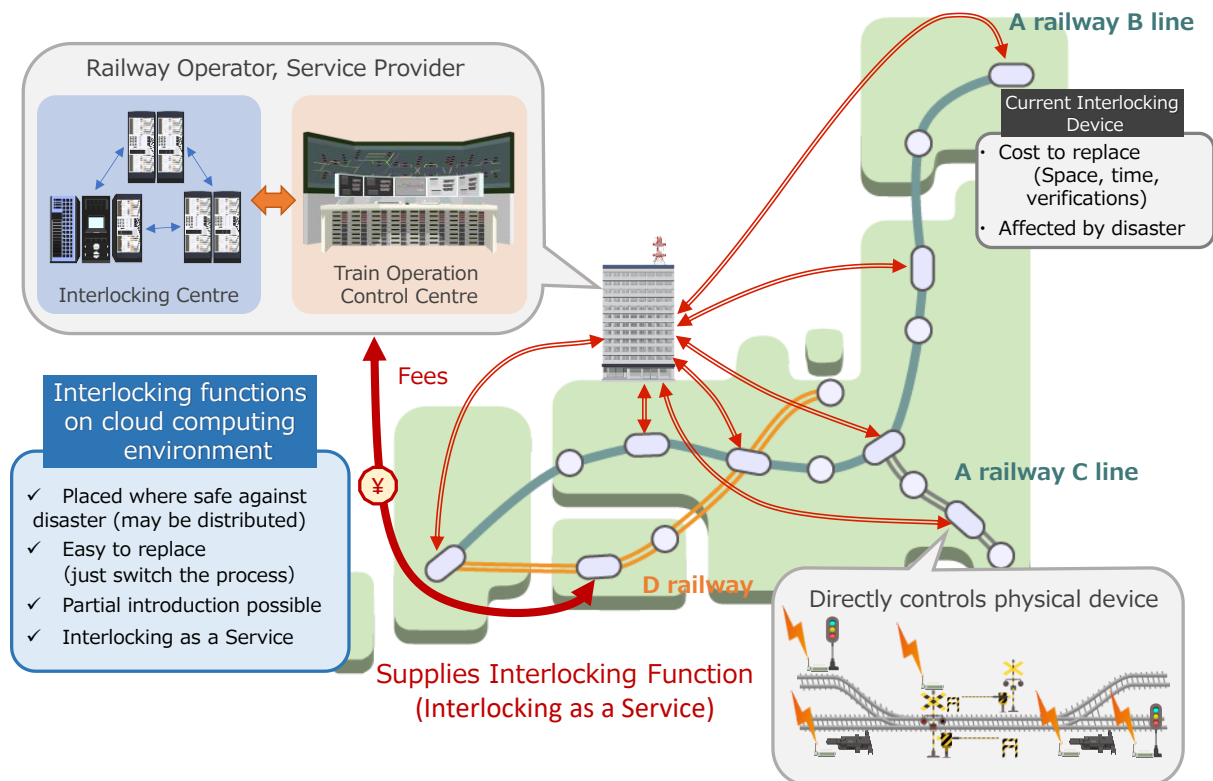 A railway B line
Railway Operator, Service Provider
Interlocking Centre
Train Operation
Control Centre
Current Interlocking
Device
・ Cost to replace
(Space, time,
verifications)
・ Affected by disaster
Fees
¥
Interlocking functions
on cloud computing
environment
✓ Placed where safe against
disaster (may be distributed)
✓ Easy to replace
(just switch the process)
✓ Partial introduction possible
✓ Interlocking as a Service
A railway C line
D railway
Supplies Interlocking Function
(Interlocking as a Service)
Directly controls physical device